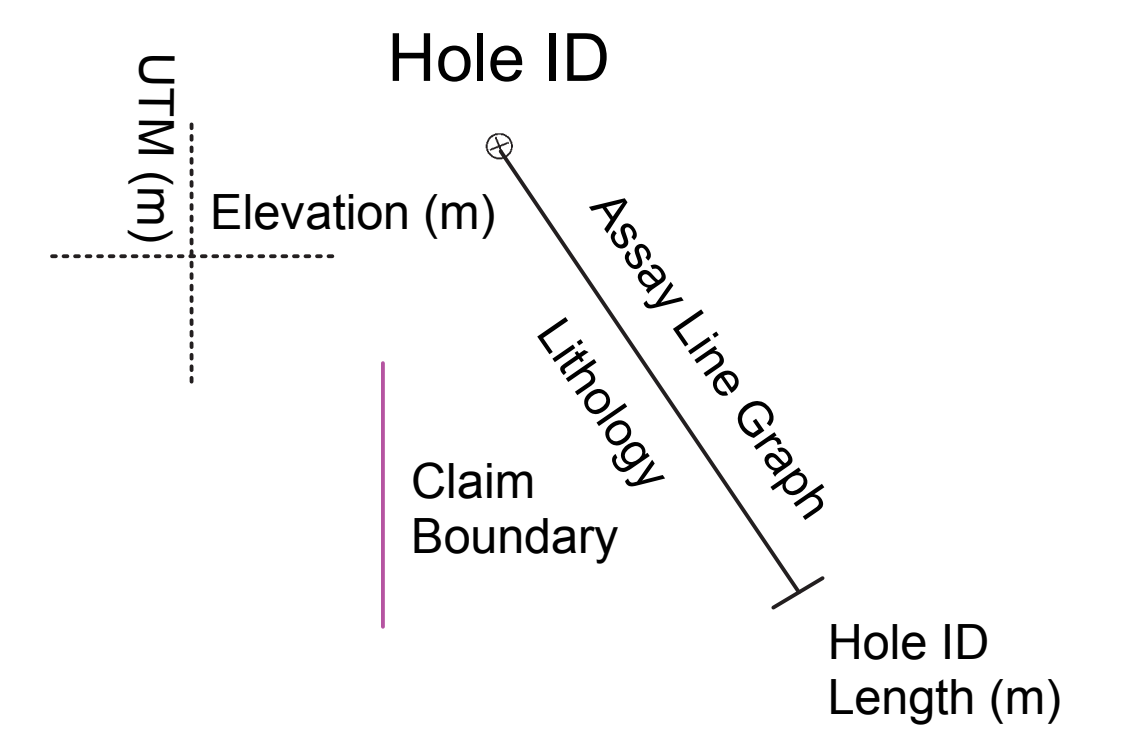 Hole ID
UTM (m)
Elevation (m)
Assay Line Graph
Lithology
Claim
Boundary
Hole ID
Length (m)